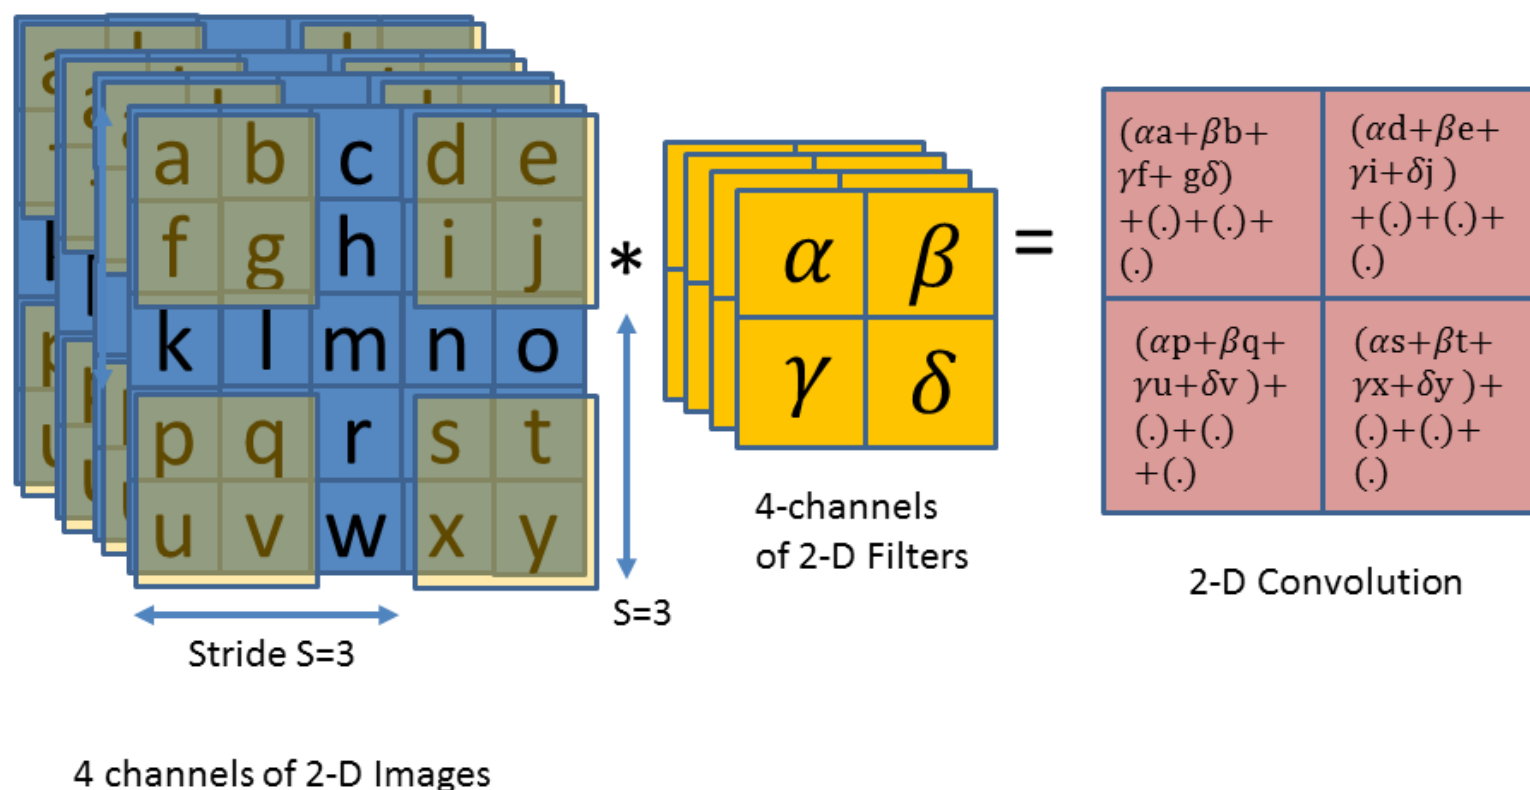 a b c d e
f g h i j
k l m n o
p q r s t
u v w x y
*
α β
γ δ
=
(αa+βb+
γf+ gδ)
+(.)+(.)+
(.)
(αd+βe+
γi+δj )
+(.)+(.)+
(.)
(αp+βq+
γu+δv )+
(.)+(.)
+(.)
(αs+βt+
γx+δy )+
(.)+(.)+
(.)
Stride S=3
S=3
4-channels
of 2-D Filters
2-D Convolution
4 channels of 2-D Images